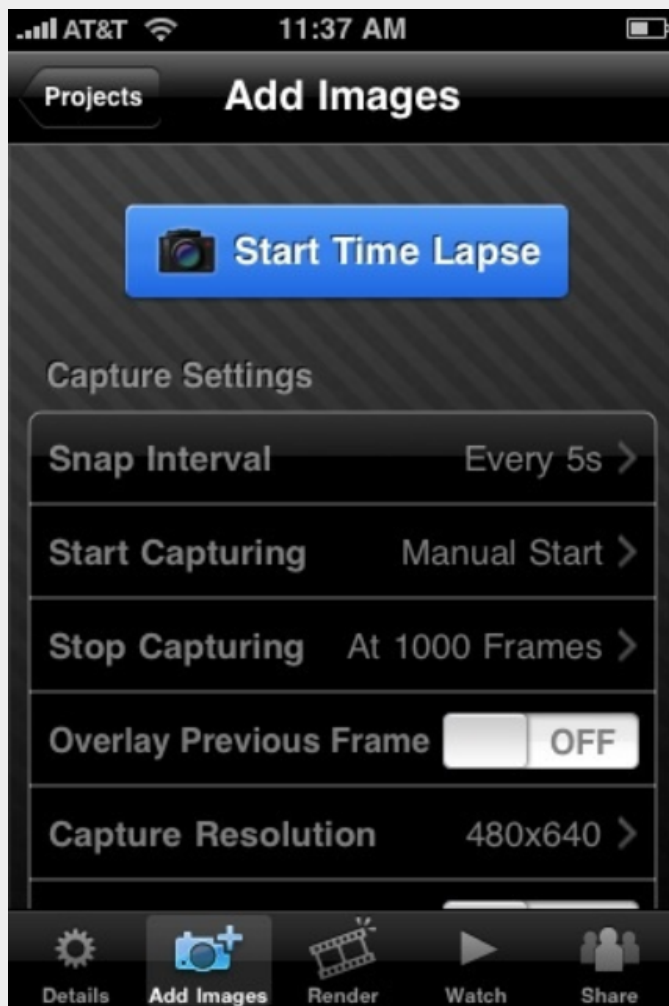 AT&T 11:37 AM
Projects Add Images
Start Time Lapse
Capture Settings
Snap Interval Every 5s
Start Capturing Manual Start
Stop Capturing At 1000 Frames
Overlay Previous Frame OFF
Capture Resolution 480x640
Details Add Images Render Watch Share